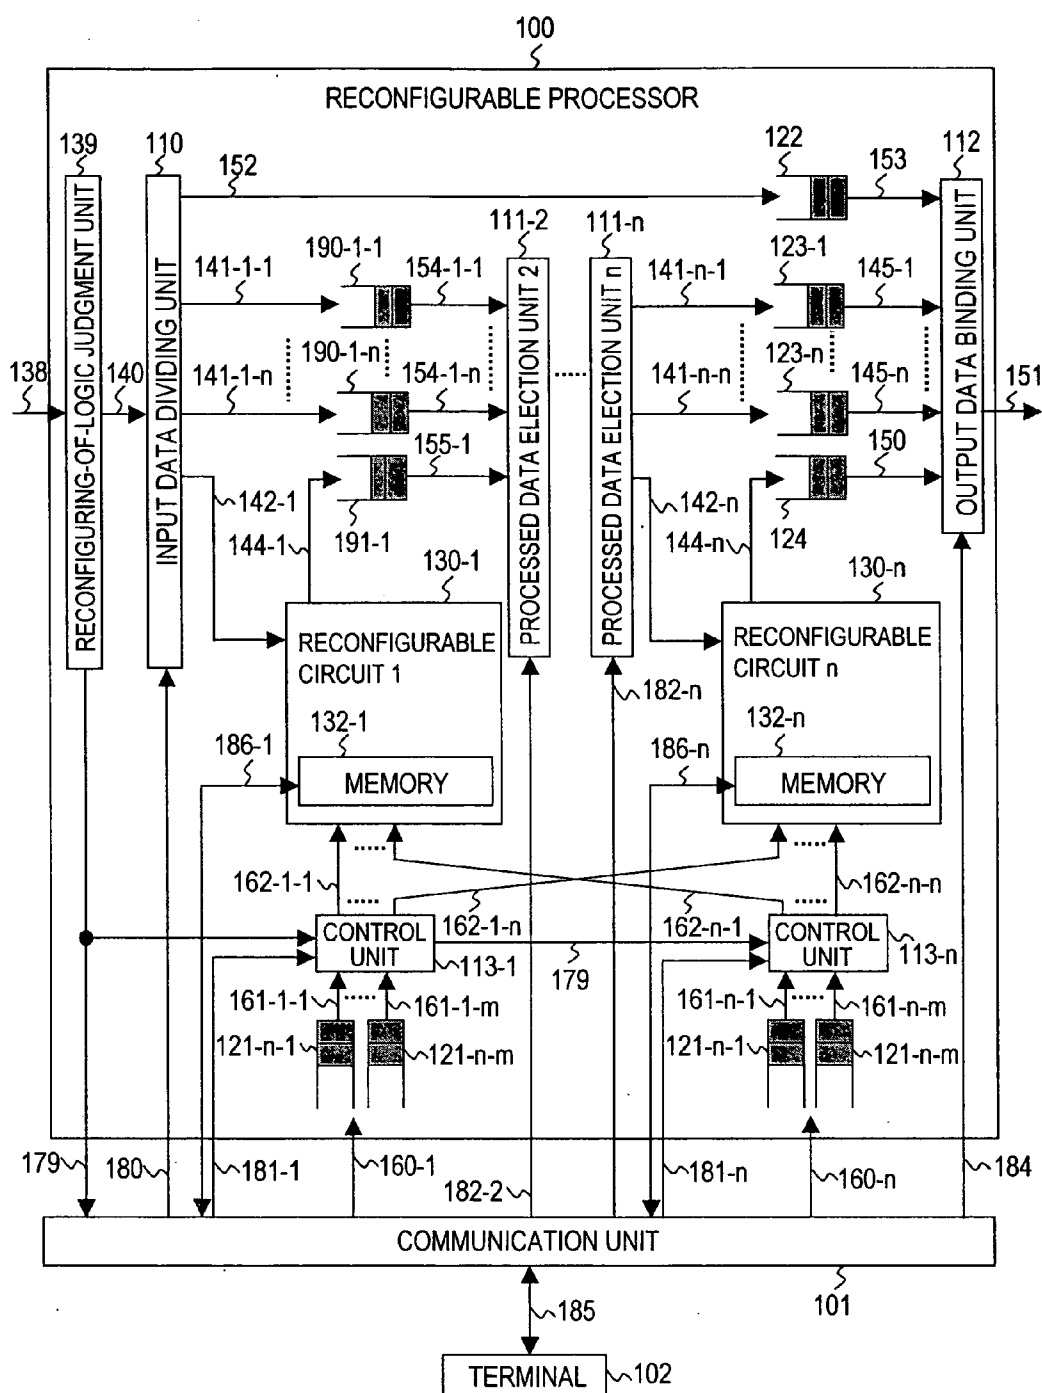 100
RECONFIGURABLE PROCESSOR
139
110
152
122
153
112
RECONFIGURING-OF-LOGIC JUDGMENT UNIT
INPUT DATA DIVIDING UNIT
111-2
111-n
190-1-1
123-1
141-1-1
154-1-1
141-n-1
145-1
PROCESSED DATA ELECTION UNIT 2
PROCESSED DATA ELECTION UNIT n
OUTPUT DATA BINDING UNIT
190-1-n
123-n
138
140
141-1-n
154-1-n
141-n-n
145-n
151
155-1
150
142-1
142-n
144-1
191-1
144-n
124
130-1
130-n
RECONFIGURABLE
CIRCUIT 1
RECONFIGURABLE
CIRCUIT n
182-n
132-1
132-n
186-1
186-n
MEMORY
MEMORY
162-1-1
162-n-n
162-1-n
162-n-1
CONTROL
UNIT
CONTROL
UNIT
113-1
179
113-n
161-1-1
161-1-m
161-n-1
161-n-m
121-n-1
121-n-m
121-n-1
121-n-m
179
180
181-1
160-1
182-2
181-n
160-n
184
COMMUNICATION UNIT
101
185
TERMINAL
102